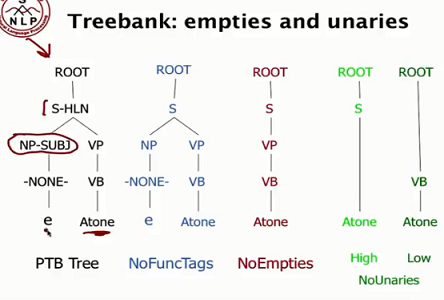 S
NLP
Treebank: empties and unaries
ROOT ROOT ROOT ROOT ROOT
S-HLN S S S
NP-SUBJ VP NP VP VP
-NONE- VB -NONE- VB VB VB
e Atone e Atone Atone Atone Atone
High Low
PTB Tree NoFuncTags NoEmpties
NoUnaries